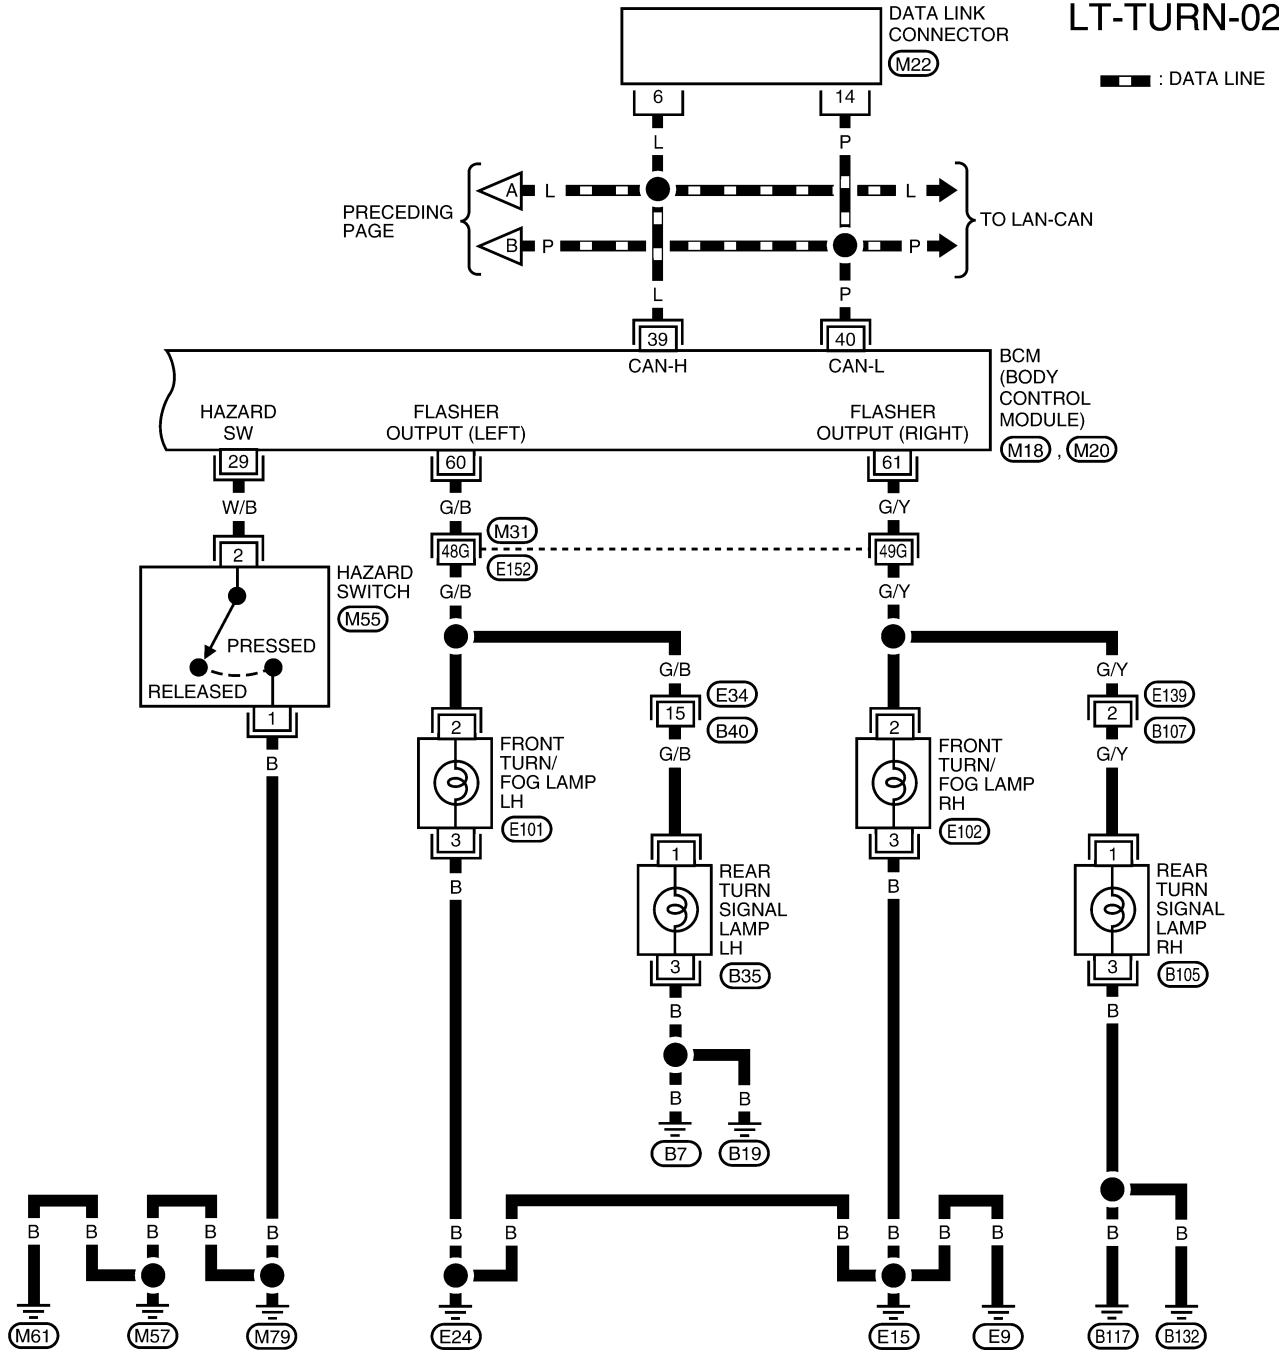 LT-TURN-02
DATA LINK
CONNECTOR
M22
: DATA LINE
6
14
L
P
PRECEDING
PAGE
A
L
L
B
P
P
TO LAN-CAN
L
P
39
40
CAN-H
CAN-L
BCM
(BODY
CONTROL
MODULE)
M18 , M20
HAZARD
SW
FLASHER
OUTPUT (LEFT)
FLASHER
OUTPUT (RIGHT)
29
60
61
W/B
G/B
G/Y
M31
48G
49G
E152
G/B
G/Y
2
HAZARD
SWITCH
M55
PRESSED
RELEASED
1
B
G/B
E34
15
B40
G/B
G/Y
E139
2
B107
G/Y
2
FRONT
TURN/
FOG LAMP
LH
E101
3
B
2
FRONT
TURN/
FOG LAMP
RH
E102
3
B
1
REAR
TURN
SIGNAL
LAMP
LH
B35
3
B
1
REAR
TURN
SIGNAL
LAMP
RH
B105
3
B
B
B
B7
B19
B
B
B
B
B
B
B
B
B
B
B
B
B
M61
M57
M79
E24
E15
E9
B117
B132